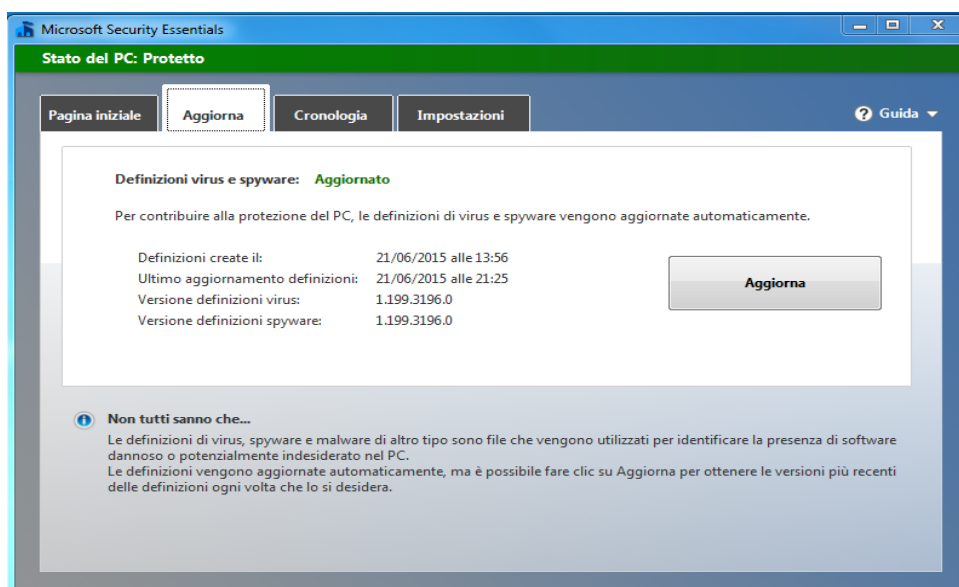 Microsoft Security Essentials
Stato del PC: Protetto
Pagina iniziale Aggiorna Cronologia Impostazioni ? Guida
Definizioni virus e spyware: Aggiornato
Per contribuire alla protezione del PC, le definizioni di virus e spyware vengono aggiornate automaticamente.
Definizioni create il: 21/06/2015 alle 13:56
Ultimo aggiornamento definizioni: 21/06/2015 alle 21:25
Versione definizioni virus: 1.199.3196.0
Versione definizioni spyware: 1.199.3196.0
Aggiorna
Non tutti sanno che...
Le definizioni di virus, spyware e malware di altro tipo sono file che vengono utilizzati per identificare la presenza di software
dannoso o potenzialmente indesiderato nel PC.
Le definizioni vengono aggiornate automaticamente, ma è possibile fare clic su Aggiorna per ottenere le versioni più recenti
delle definizioni ogni volta che lo si desidera.